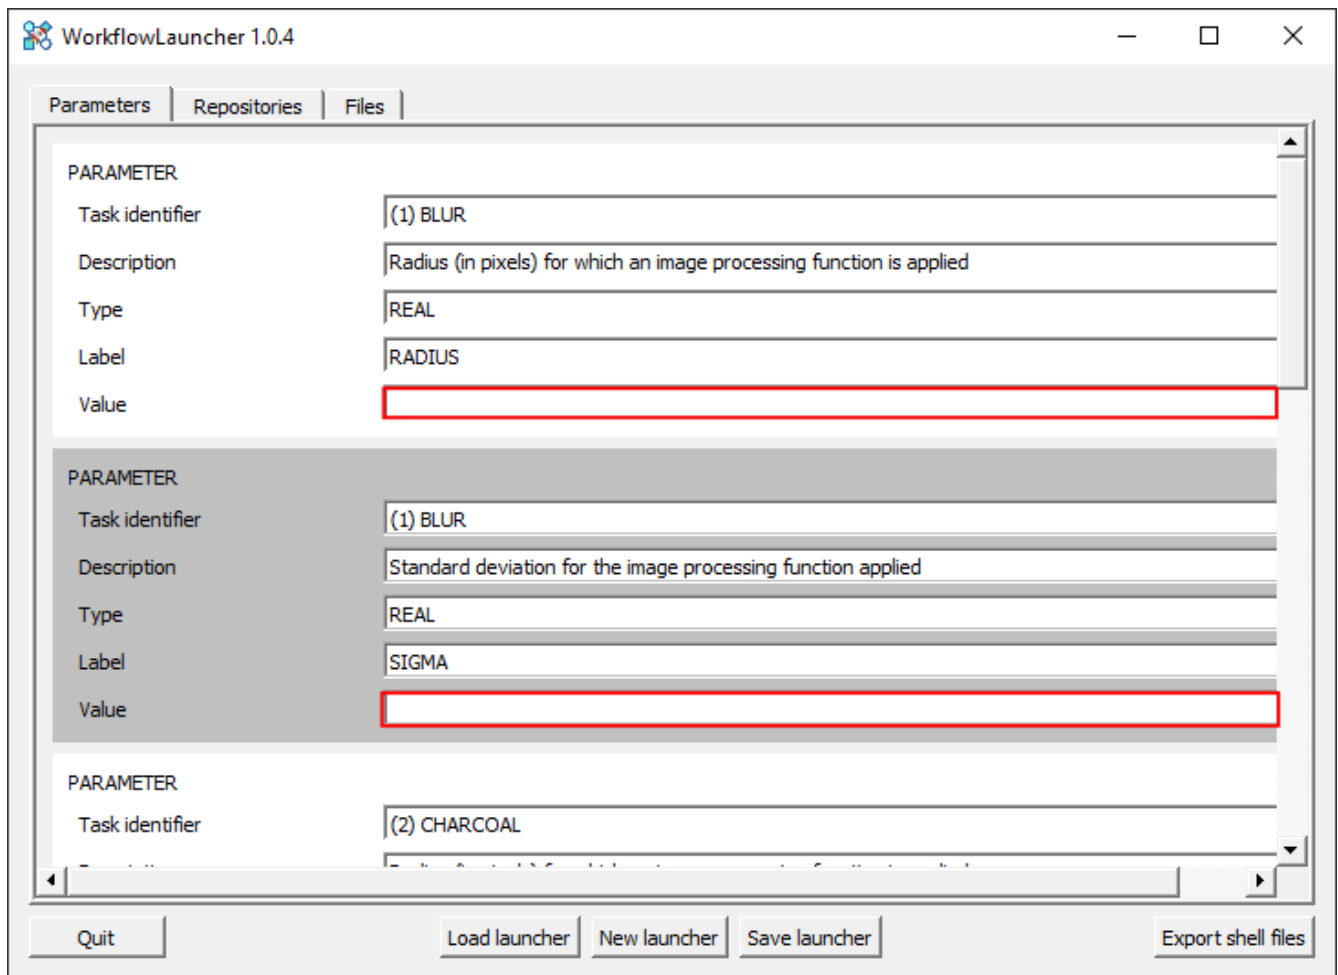 WorkflowLauncher 1.0.4
Parameters Repositories Files
PARAMETER
Task identifier (1) BLUR
Description Radius (in pixels) for which an image processing function is applied
Type REAL
Label RADIUS
Value
PARAMETER
Task identifier (1) BLUR
Description Standard deviation for the image processing function applied
Type REAL
Label SIGMA
Value
PARAMETER
Task identifier (2) CHARCOAL
Quit Load launcher New launcher Save launcher Export shell files